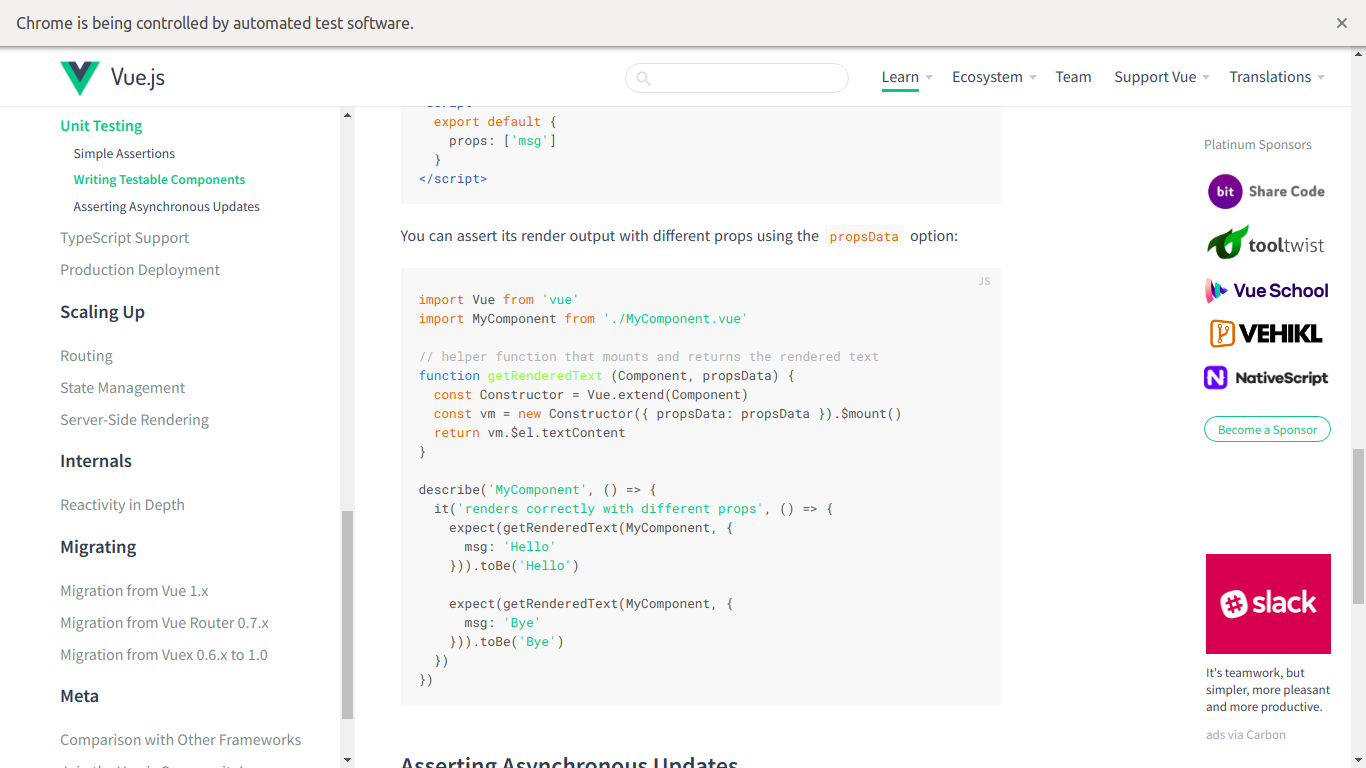 Chrome is being controlled by automated test software.
Vue.js
Learn
Ecosystem
Team
Support Vue
Translations
Unit Testing
Simple Assertions
Writing Testable Components
Asserting Asynchronous Updates
TypeScript Support
Production Deployment
Scaling Up
Routing
State Management
Server-Side Rendering
Internals
Reactivity in Depth
Migrating
Migration from Vue 1.x
Migration from Vue Router 0.7.x
Migration from Vuex 0.6.x to 1.0
Meta
Comparison with Other Frameworks
export default {
props: ['msg']
}
</script>
You can assert its render output with different props using the propsData option:
JS
import Vue from 'vue'
import MyComponent from './MyComponent.vue'
// helper function that mounts and returns the rendered text
function getRenderedText (Component, propsData) {
const Constructor = Vue.extend(Component)
const vm = new Constructor({ propsData: propsData }).$mount()
return vm.$el.textContent
}
describe('MyComponent', () => {
it('renders correctly with different props', () => {
expect(getRenderedText(MyComponent, {
msg: 'Hello'
})).toBe('Hello')
expect(getRenderedText(MyComponent, {
msg: 'Bye'
})).toBe('Bye')
})
})
Asserting Asynchronous Updates
Platinum Sponsors
bit Share Code
tooltwist
Vue School
VEHIKL
NativeScript
Become a Sponsor
slack
It's teamwork, but
simpler, more pleasant
and more productive.
ads via Carbon